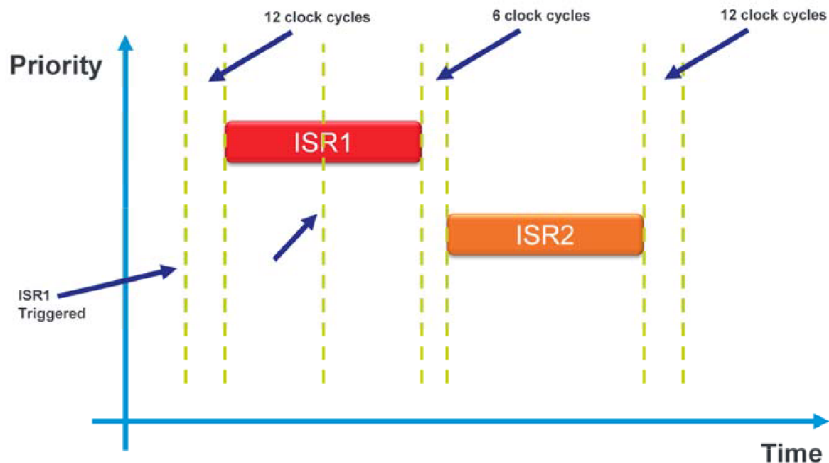 12 clock cycles
6 clock cycles
12 clock cycles
Priority
ISR1
ISR2
ISR1
Triggered
Time